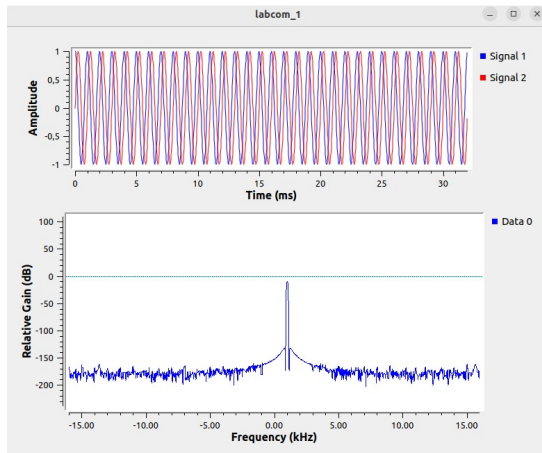 labcom_1
Amplitude
1
0,5
0
-0,5
-1
0 5 10 15 20 25 30
Time (ms)
Signal 1
Signal 2
Relative Gain (dB)
100
50
0
-50
-100
-150
-200
-15.00 -10.00 -5.00 0.00 5.00 10.00 15.00
Frequency (kHz)
Data 0